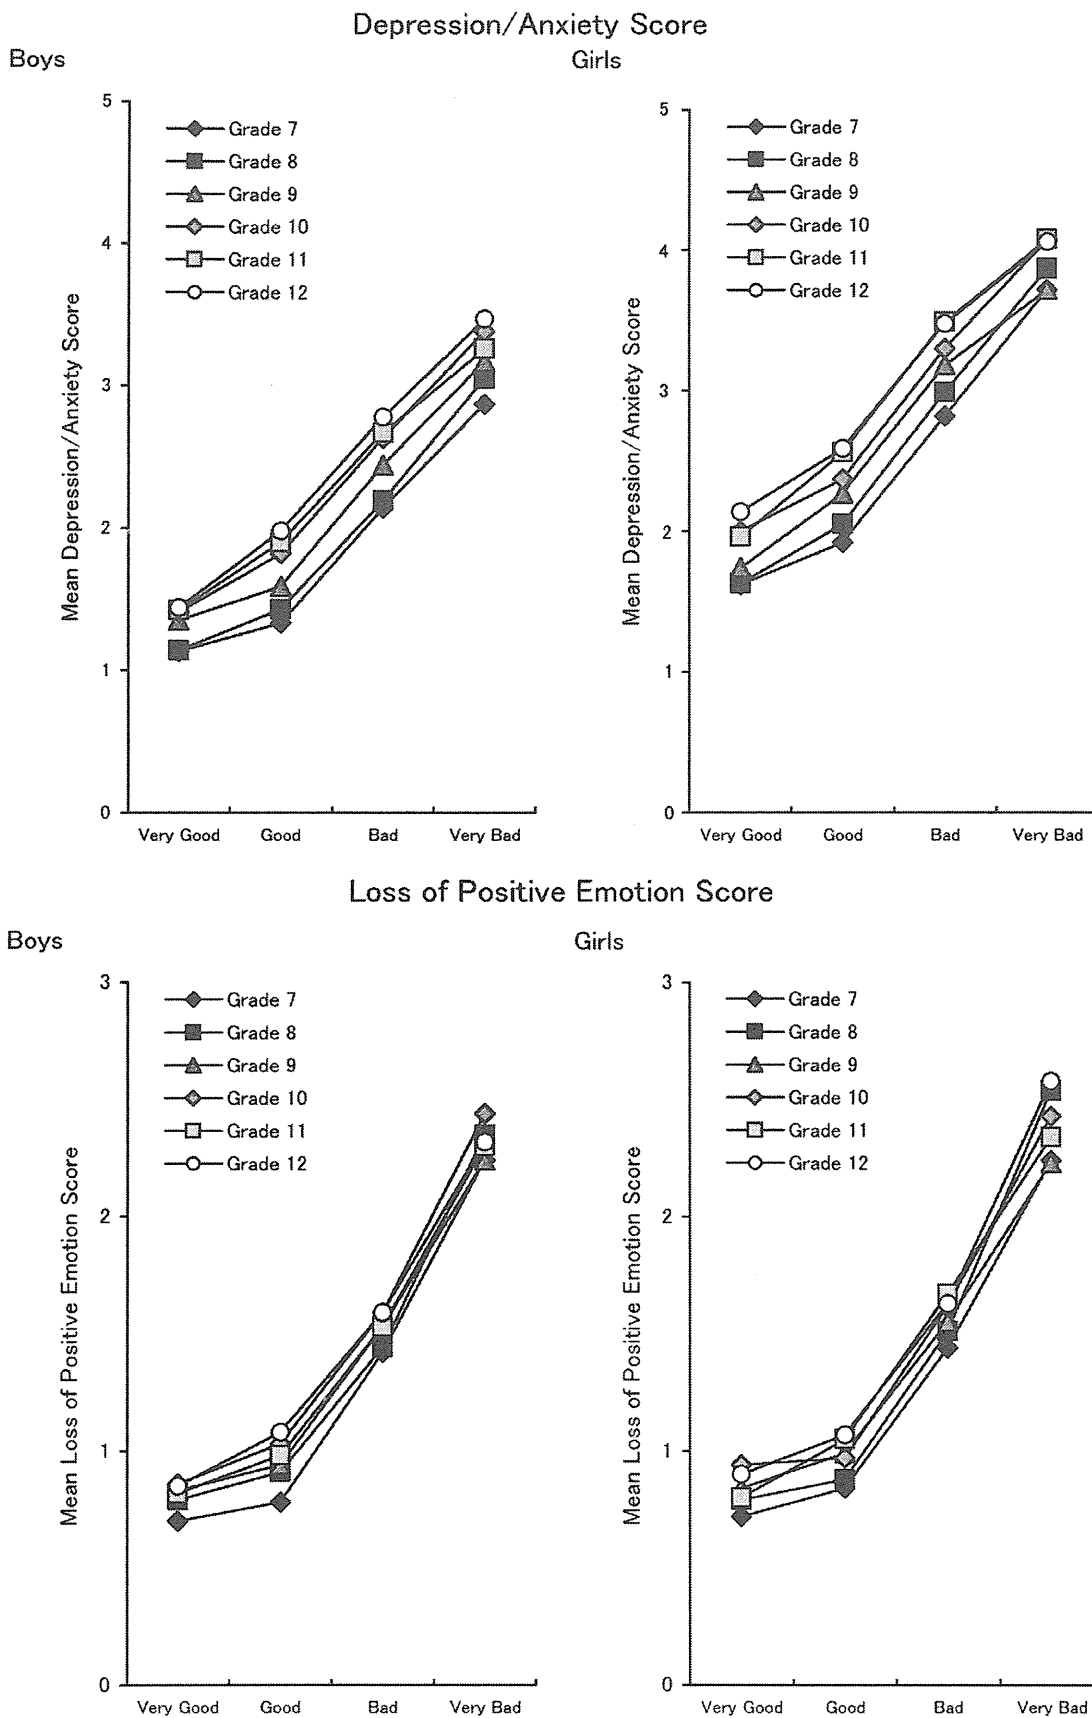 Depression/Anxiety Score
Boys
Girls
5
4
3
2
1
0
Mean Depression/Anxiety Score
Grade 7
Grade 8
Grade 9
Grade 10
Grade 11
Grade 12
Very Good Good Bad Very Bad
5
4
3
2
1
0
Mean Depression/Anxiety Score
Grade 7
Grade 8
Grade 9
Grade 10
Grade 11
Grade 12
Very Good Good Bad Very Bad
Loss of Positive Emotion Score
Boys
Girls
3
2
1
0
Mean Loss of Positive Emotion Score
Grade 7
Grade 8
Grade 9
Grade 10
Grade 11
Grade 12
Very Good Good Bad Very Bad
3
2
1
0
Mean Loss of Positive Emotion Score
Grade 7
Grade 8
Grade 9
Grade 10
Grade 11
Grade 12
Very Good Good Bad Very Bad